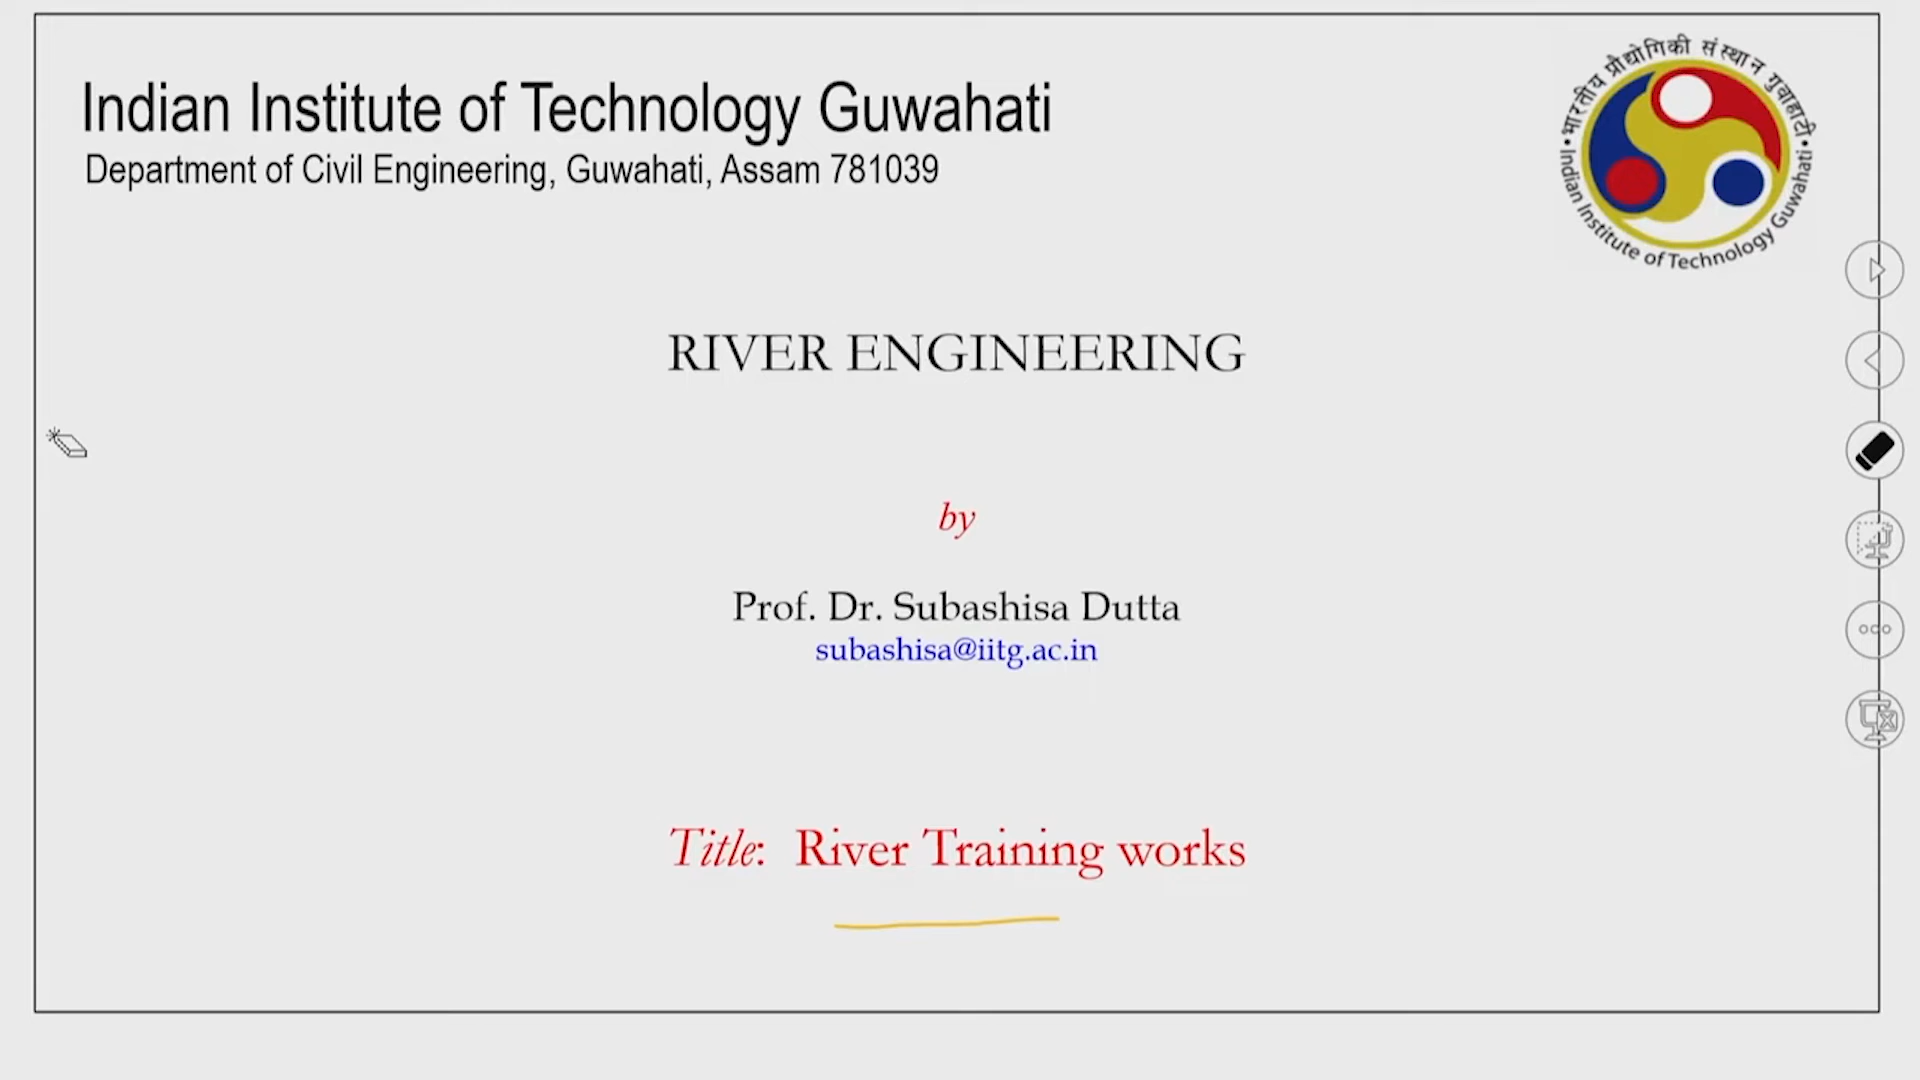 Indian Institute of Technology Guwahati
Department of Civil Engineering, Guwahati, Assam 781039
भारतीय प्रौद्योगिकी संस्थान गुवाहाटी
Indian Institute of Technology Guwahati
RIVER ENGINEERING
by
Prof. Dr. Subashisa Dutta
subashisa@iitg.ac.in
Title: River Training works